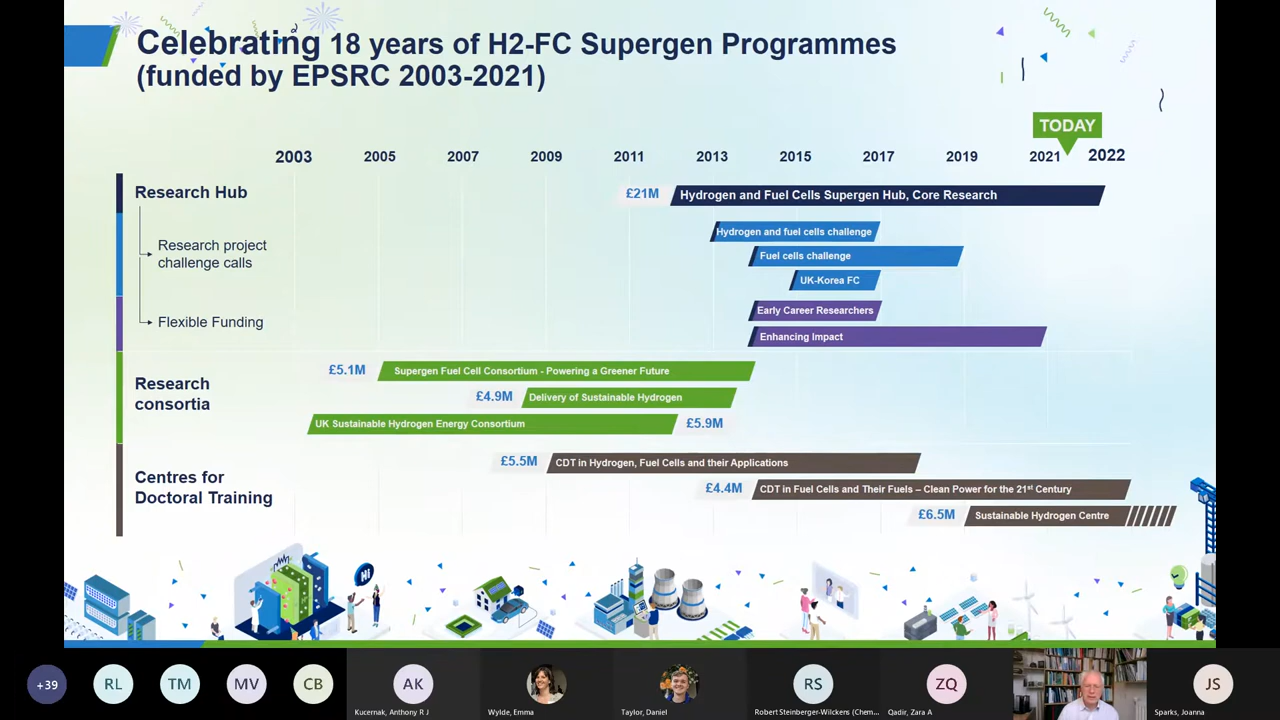 Celebrating 18 years of H2-FC Supergen Programmes
(funded by EPSRC 2003-2021)
TODAY
2003 2005 2007 2009 2011 2013 2015 2017 2019 2021 2022
Research Hub
£21M Hydrogen and Fuel Cells Supergen Hub, Core Research
Hydrogen and fuel cells challenge
Research project
challenge calls
Fuel cells challenge
UK-Korea FC
Early Career Researchers
Flexible Funding
Enhancing Impact
£5.1M Supergen Fuel Cell Consortium - Powering a Greener Future
Research
consortia
£4.9M Delivery of Sustainable Hydrogen
UK Sustainable Hydrogen Energy Consortium £5.9M
£5.5M CDT in Hydrogen, Fuel Cells and their Applications
Centres for
Doctoral Training
£4.4M CDT in Fuel Cells and Their Fuels – Clean Power for the 21st Century
£6.5M Sustainable Hydrogen Centre
+39 RL TM MV CB AK RS ZQ JS
Kucernak, Anthony R J Wylde, Emma Taylor, Daniel Robert Steinberger-Wilckens (Chem... Qadir, Zara A Sparks, Joanna